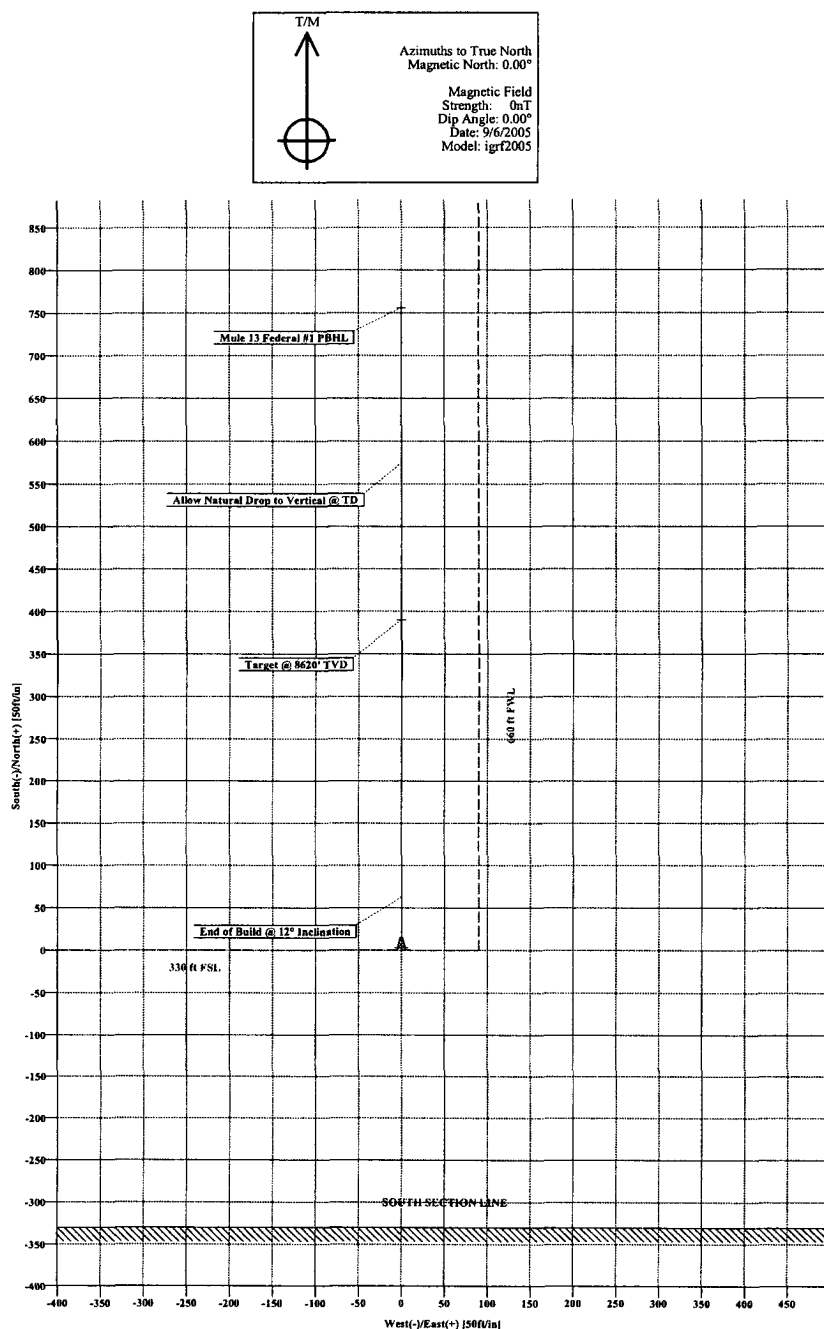 T/M
Azimuths to True North
Magnetic North: 0.00°
Magnetic Field
Strength: 0nT
Dip Angle: 0.00°
Date: 9/6/2005
Model: igrf2005
850
800
750
700
650
600
550
500
450
400
350
300
250
200
150
100
50
0
-50
-100
-150
-200
-250
-300
-350
-400
South(-)/North(+) [50ft/in]
Mule 13 Federal #1 PBHL
Allow Natural Drop to Vertical @ TD
Target @ 8620' TVD
660 ft FWL
End of Build @ 12° Inclination
330 ft FSL
SOUTH SECTION LINE
-400 -350 -300 -250 -200 -150 -100 -50 0 50 100 150 200 250 300 350 400 450
West(-)/East(+) [50ft/in]